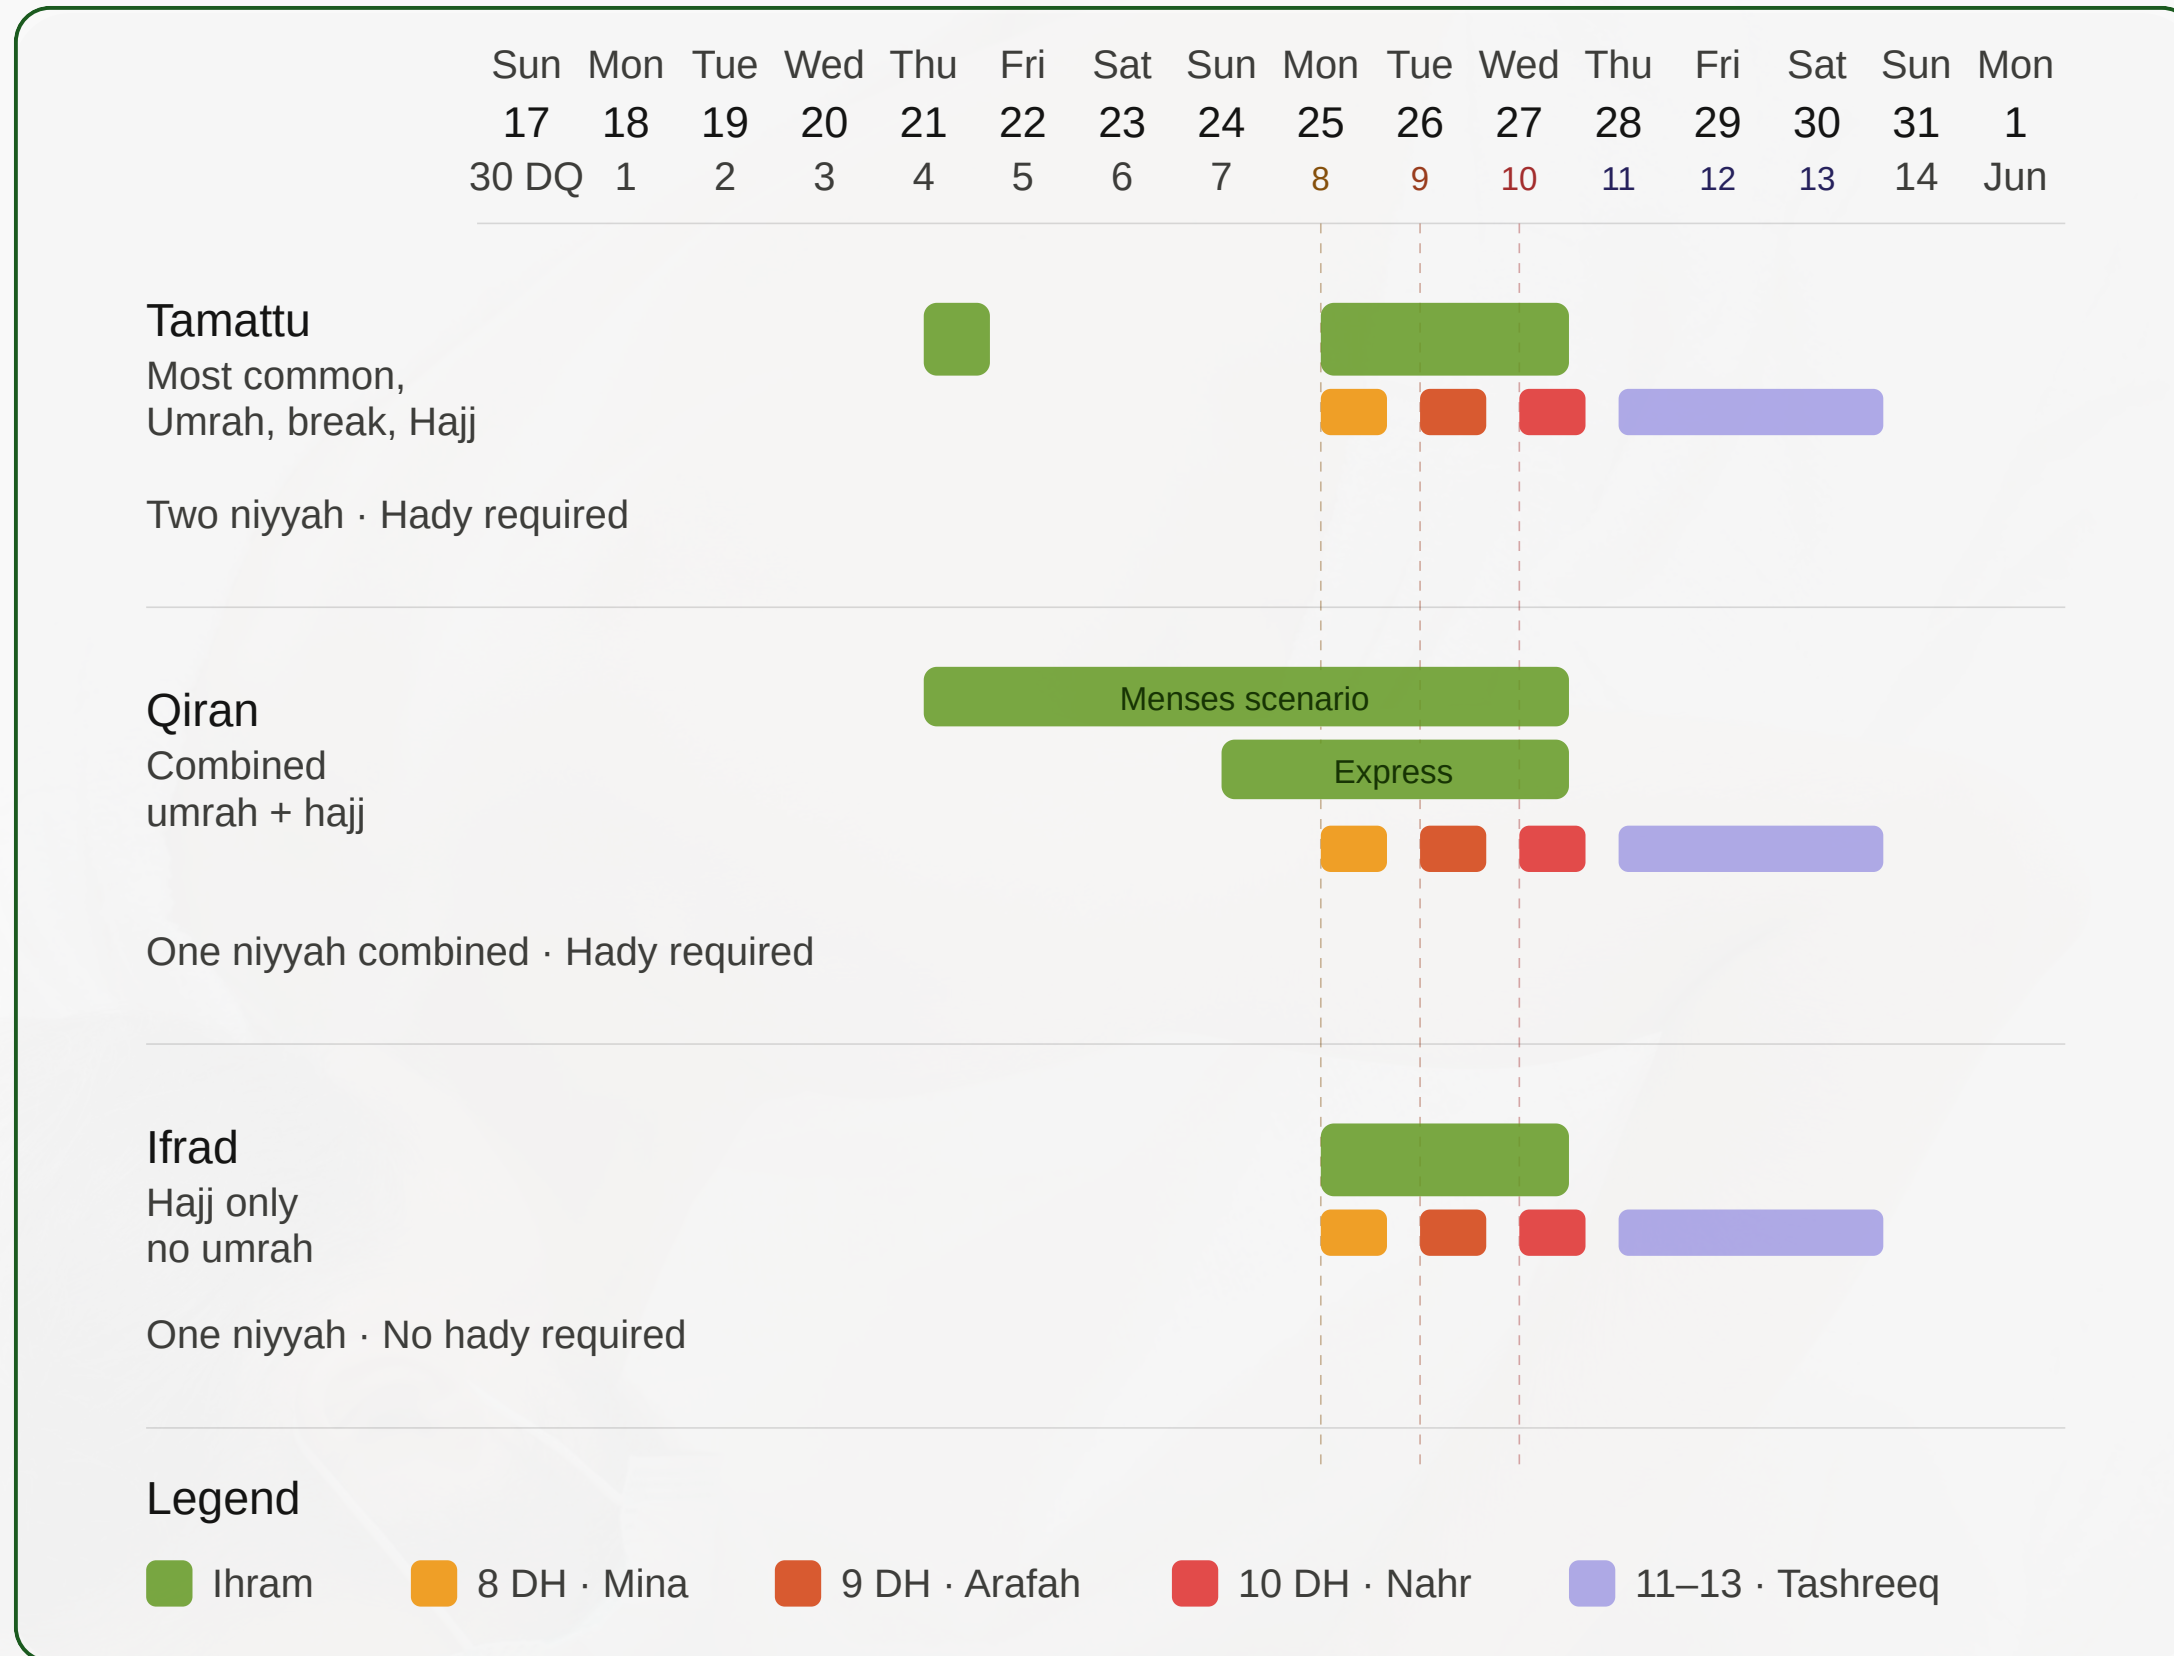 Sun Mon Tue Wed Thu Fri Sat Sun Mon Tue Wed Thu Fri Sat Sun Mon
17 18 19 20 21 22 23 24 25 26 27 28 29 30 31 1
30 DQ 1 2 3 4 5 6 7 8 9 10 11 12 13 14 Jun
Tamattu
Most common,
Umrah, break, Hajj
Two niyyah · Hady required
Menses scenario
Qiran
Express
Combined
umrah + hajj
One niyyah combined · Hady required
Ifrad
Hajj only
no umrah
One niyyah · No hady required
Legend
Ihram 8 DH · Mina 9 DH · Arafah 10 DH · Nahr 11–13 · Tashreeq